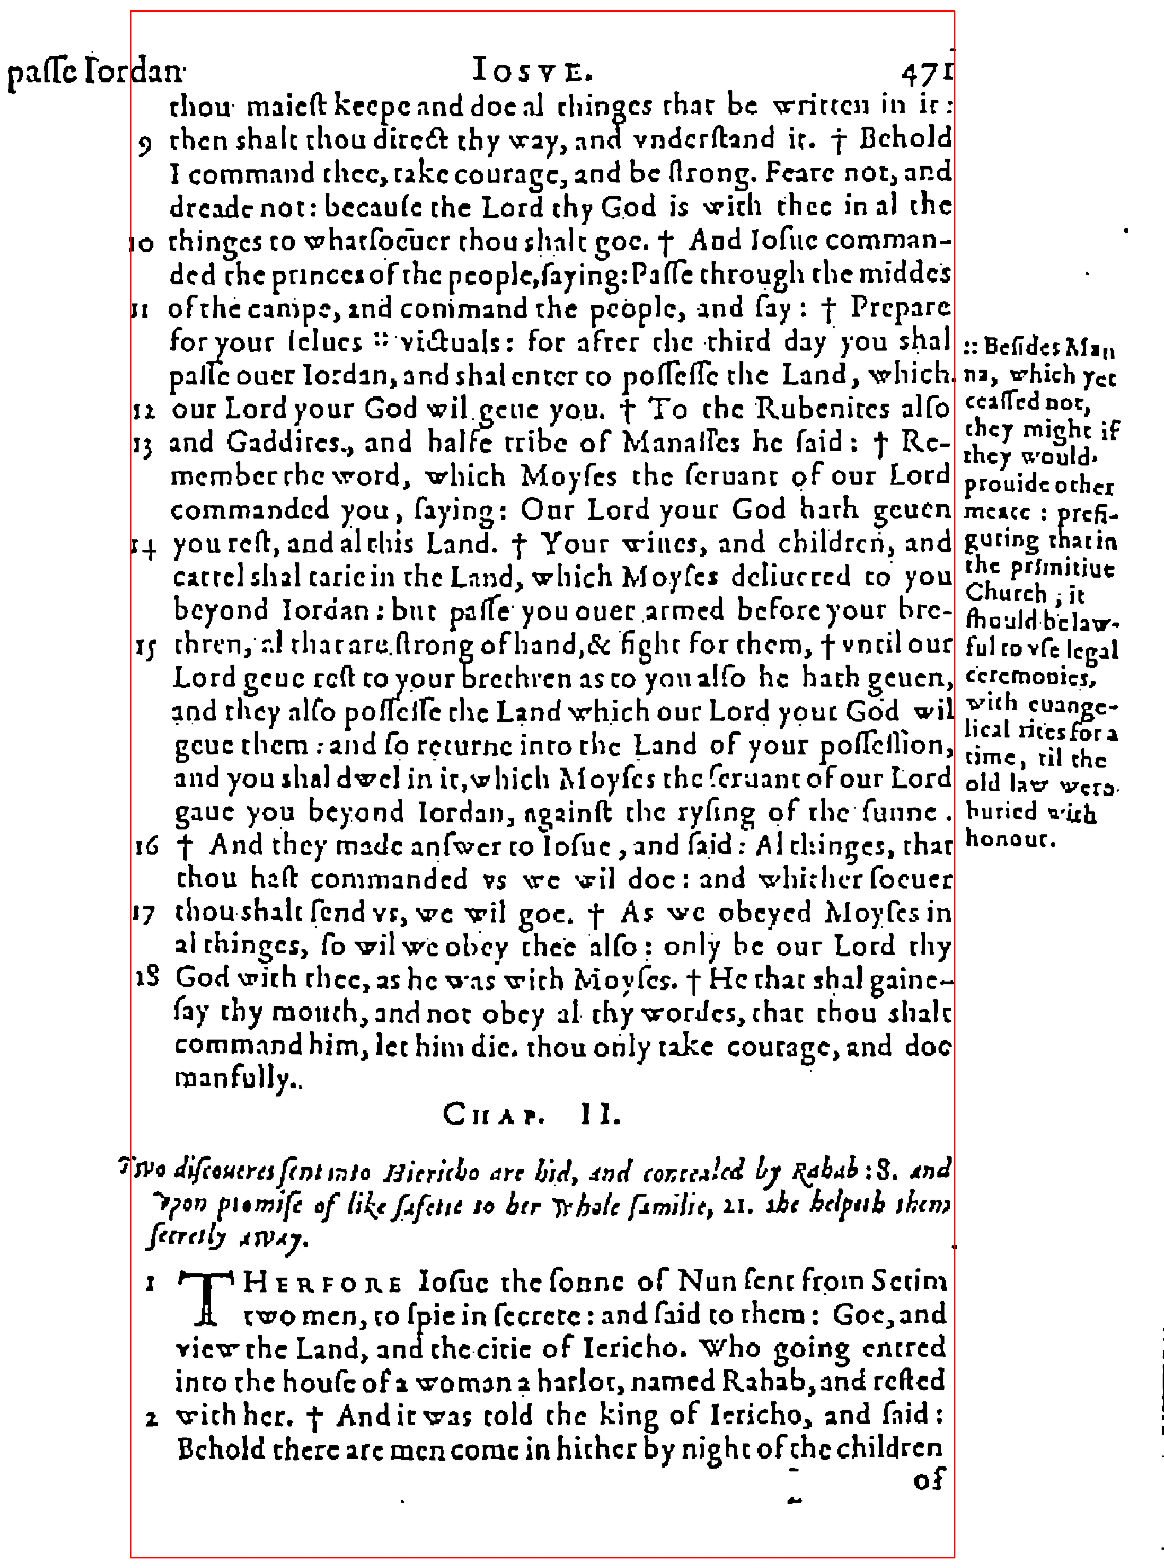 paſſe Iordan. IOSVE. 471
thou maieſt keepe and doe al thinges that be written in it:
9 then shalt thou direct thy way, and vnderſtand it. † Behold
I command thee, take courage, and be ſtrong. Feare not, and
dreade not: becauſe the Lord thy God is with thee in al the
10 thinges to whatſoeuer thou shalt goe. † And Ioſue comman-
ded the princes of the people, ſaying: Paſſe through the middes
11 of the campe, and command the people, and ſay: † Prepare
for your ſelues :: victuals: for after the third day you shal
paſſe ouer Iordan, and shal enter to poſſeſſe the Land, which
12 our Lord your God wil geue you. † To the Rubenites alſo
13 and Gaddites, and halfe tribe of Manaſſes he ſaid: † Re-
member the word, which Moyſes the ſeruant of our Lord
commanded you, ſaying: Our Lord your God hath geuen
14 you reſt, and al this Land. † Your wiues, and children, and
cattel shal tarie in the Land, which Moyſes deliuered to you
beyond Iordan: but paſſe you ouer armed before your bre-
15 thren, al that are ſtrong of hand, & fight for them, † vntil our
Lord geue reſt to your brethren as to you alſo he hath geuen,
and they alſo poſſeſſe the Land which our Lord your God wil
geue them: and ſo returne into the Land of your poſſeſſion,
and you shal dwel in it, which Moyſes the ſeruant of our Lord
gaue you beyond Iordan, againſt the ryſing of the ſunne.
16 † And they made anſwer to Ioſue, and ſaid: Al thinges, that
thou haſt commanded vs we wil doe: and whither ſoeuer
17 thou shalt ſend vs, we wil goe. † As we obeyed Moyſes in
al thinges, ſo wil we obey thee alſo: only be our Lord thy
18 God with thee, as he was with Moyſes. † He that shal gaine-
ſay thy mouth, and not obey al thy wordes, that thou shalt
command him, let him die. thou only take courage, and doe
manfully.
:: Beſides Man
na, which yet
ceaſſed not,
they might if
they would
prouide other
meate: prefi-
guring that in
the primitiue
Church, it
ſhould be law-
ful to vſe legal
ceremonies,
with euange-
lical rites for a
time, til the
old law were
buried with
honour.
CHAP. II.
Two diſcouerers ſent into Hiericho are hid, and concealed by Rahab: 8. and
vpon promiſe of like ſafetie to her whole familie, 21. she helpeth them
ſecretly away.
1 THERFORE Ioſue the ſonne of Nun ſent from Setim
two men, to ſpie in ſecrete: and ſaid to them: Goe, and
view the Land, and the citie of Iericho. Who going entred
into the houſe of a woman a harlot, named Rahab, and reſted
2 with her. † And it was told the king of Iericho, and ſaid:
Behold there are men come in hither by night of the children
of